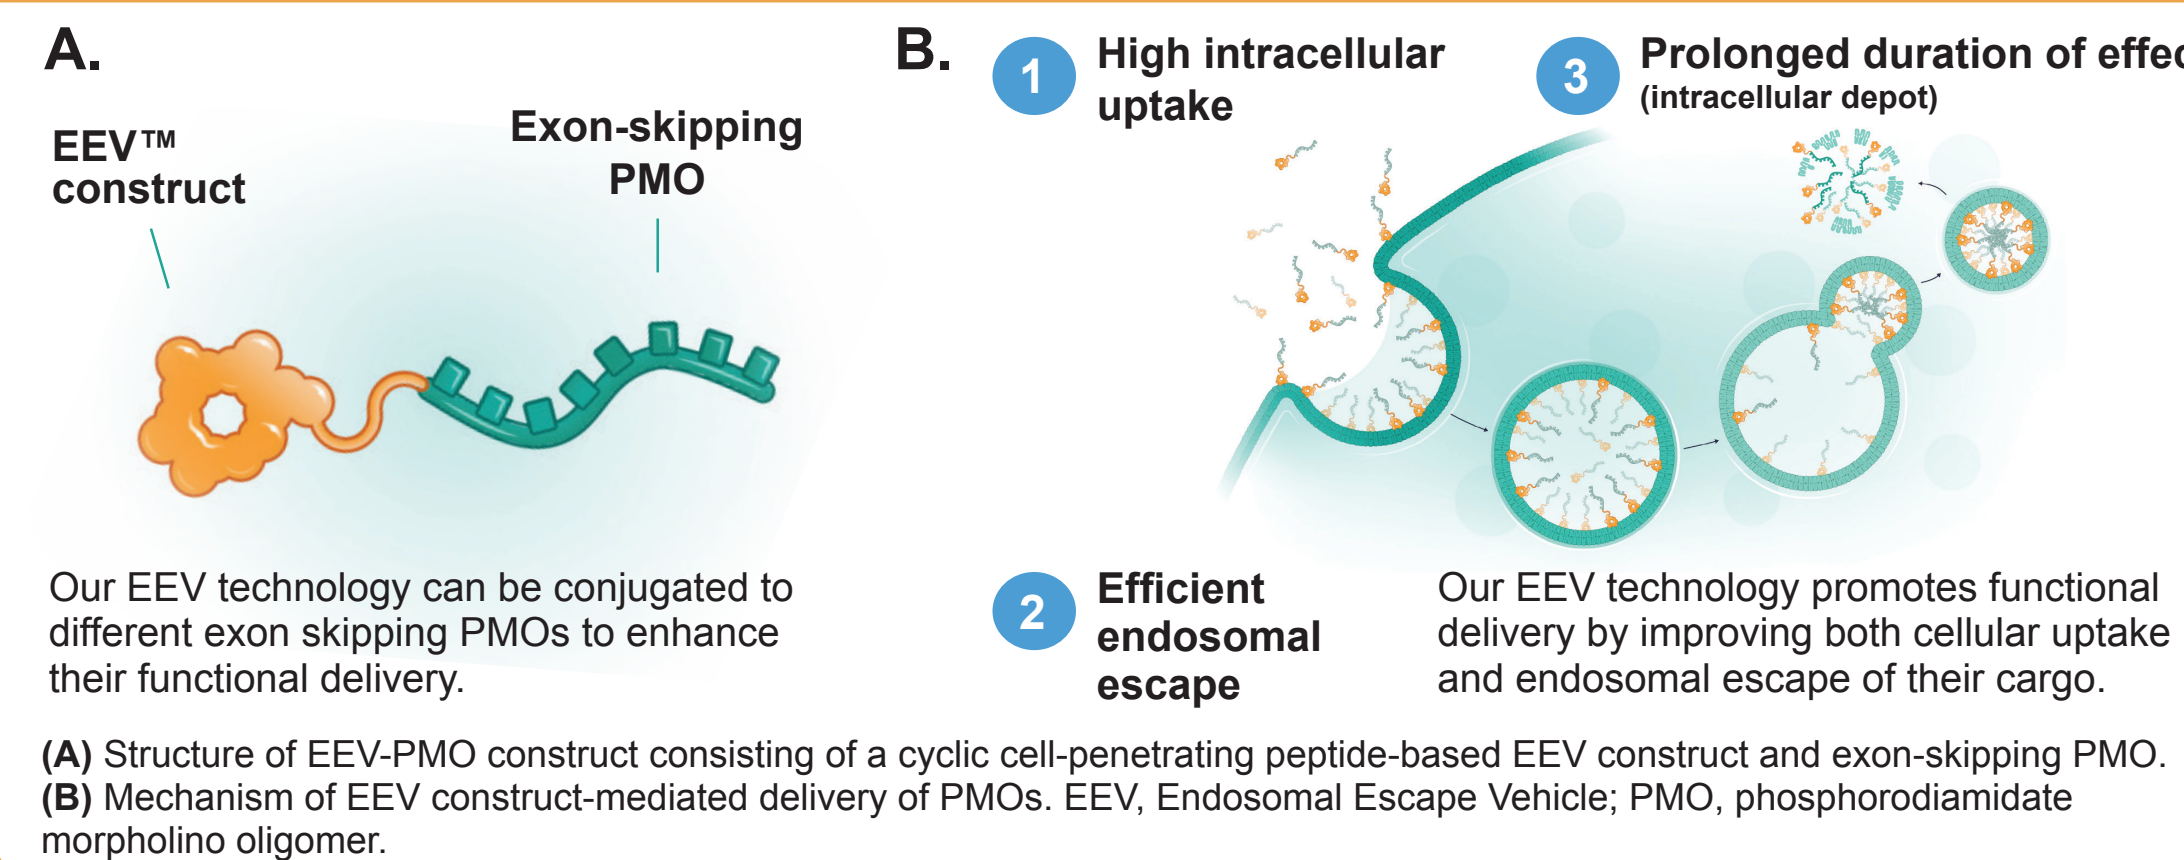 A.
EEV™
construct
Exon-skipping
PMO
Our EEV technology can be conjugated to
different exon skipping PMOs to enhance
their functional delivery.
B.
1
High intracellular
uptake
3
Prolonged duration of
(intracellular depot)
2
Efficient
endosomal
escape
Our EEV technology promotes functional
delivery by improving both cellular uptake
and endosomal escape of their cargo.
(A) Structure of EEV-PMO construct consisting of a cyclic cell-penetrating peptide-based EEV construct and exon-skipping PMO.
(B) Mechanism of EEV construct-mediated delivery of PMOs. EEV, Endosomal Escape Vehicle; PMO, phosphorodiamidate
morpholino oligomer.